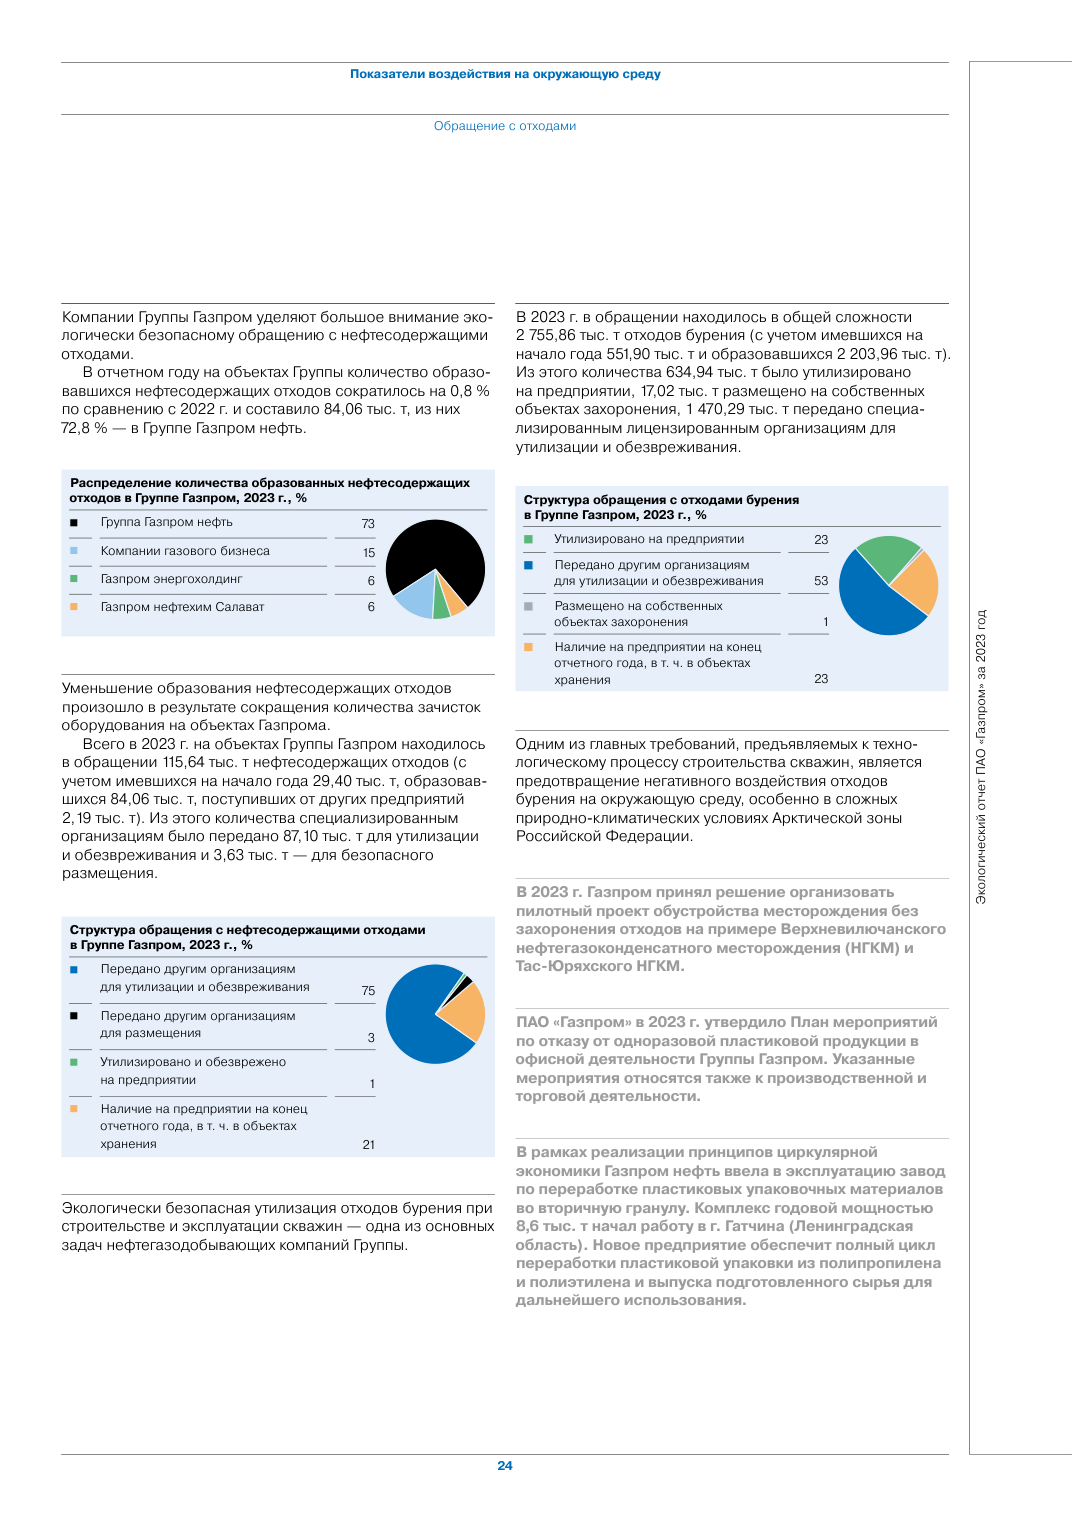 Показатели воздействия на окружающую среду
Обращение с отходами
Компании Группы Газпром уделяют большое внимание эко-
логически безопасному обращению с нефтесодержащими
отходами.
В отчетном году на объектах Группы количество образо-
вавшихся нефтесодержащих отходов сократилось на 0,8 %
по сравнению с 2022 г. и составило 84,06 тыс. т, из них
72,8 % — в Группе Газпром нефть.
Распределение количества образованных нефтесодержащих
отходов в Группе Газпром, 2023 г., %
Группа Газпром нефть 73
Компании газового бизнеса 15
Газпром энергохолдинг 6
Газпром нефтехим Салават 6
Уменьшение образования нефтесодержащих отходов
произошло в результате сокращения количества зачисток
оборудования на объектах Газпрома.
Всего в 2023 г. на объектах Группы Газпром находилось
в обращении 115,64 тыс. т нефтесодержащих отходов (с
учетом имевшихся на начало года 29,40 тыс. т, образовав-
шихся 84,06 тыс. т, поступивших от других предприятий
2,19 тыс. т). Из этого количества специализированным
организациям было передано 87,10 тыс. т для утилизации
и обезвреживания и 3,63 тыс. т — для безопасного
размещения.
Структура обращения с нефтесодержащими отходами
в Группе Газпром, 2023 г., %
Передано другим организациям
для утилизации и обезвреживания 75
Передано другим организациям
для размещения 3
Утилизировано и обезврежено
на предприятии 1
Наличие на предприятии на конец
отчетного года, в т. ч. в объектах
хранения 21
Экологически безопасная утилизация отходов бурения при
строительстве и эксплуатации скважин — одна из основных
задач нефтегазодобывающих компаний Группы.
В 2023 г. в обращении находилось в общей сложности
2 755,86 тыс. т отходов бурения (с учетом имевшихся на
начало года 551,90 тыс. т и образовавшихся 2 203,96 тыс. т).
Из этого количества 634,94 тыс. т было утилизировано
на предприятии, 17,02 тыс. т размещено на собственных
объектах захоронения, 1 470,29 тыс. т передано специа-
лизированным лицензированным организациям для
утилизации и обезвреживания.
Структура обращения с отходами бурения
в Группе Газпром, 2023 г., %
Утилизировано на предприятии 23
Передано другим организациям
для утилизации и обезвреживания 53
Размещено на собственных
объектах захоронения 1
Наличие на предприятии на конец
отчетного года, в т. ч. в объектах
хранения 23
Одним из главных требований, предъявляемых к техно-
логическому процессу строительства скважин, является
предотвращение негативного воздействия отходов
бурения на окружающую среду, особенно в сложных
природно-климатических условиях Арктической зоны
Российской Федерации.
В 2023 г. Газпром принял решение организовать
пилотный проект обустройства месторождения без
захоронения отходов на примере Верхневилючанского
нефтегазоконденсатного месторождения (НГКМ) и
Тас-Юряхского НГКМ.
ПАО «Газпром» в 2023 г. утвердило План мероприятий
по отказу от одноразовой пластиковой продукции в
офисной деятельности Группы Газпром. Указанные
мероприятия относятся также к производственной и
торговой деятельности.
В рамках реализации принципов циркулярной
экономики Газпром нефть ввела в эксплуатацию завод
по переработке пластиковых упаковочных материалов
во вторичную гранулу. Комплекс годовой мощностью
8,6 тыс. т начал работу в г. Гатчина (Ленинградская
область). Новое предприятие обеспечит полный цикл
переработки пластиковой упаковки из полипропилена
и полиэтилена и выпуска подготовленного сырья для
дальнейшего использования.
Экологический отчет ПАО «Газпром» за 2023 год
24